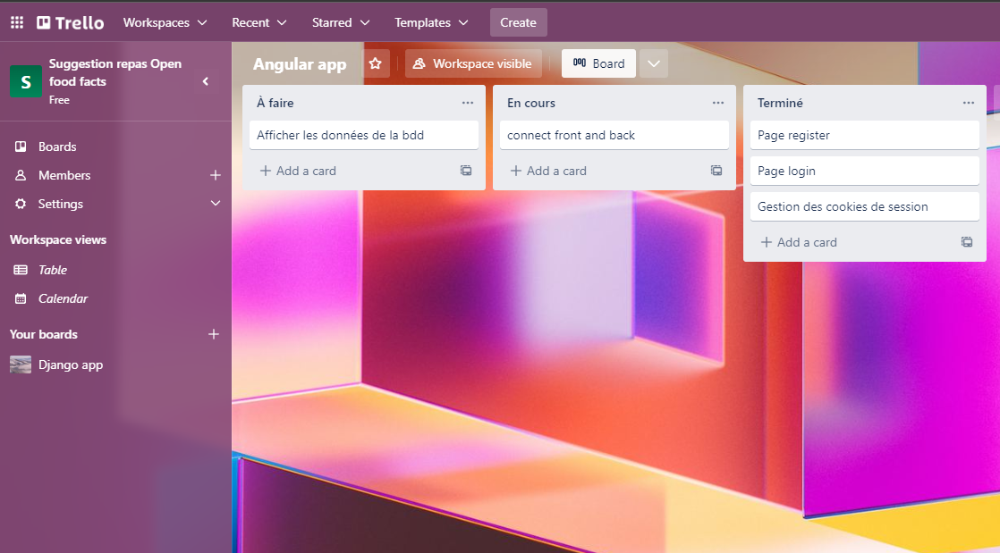 Trello
Workspaces
Recent
Starred
Templates
Create
S
Suggestion repas Open
food facts
Free
Boards
Members
Settings
Workspace views
Table
Calendar
Your boards
Django app
Angular app
Workspace visible
Board
À faire
Afficher les données de la bdd
Add a card
En cours
connect front and back
Add a card
Terminé
Page register
Page login
Gestion des cookies de session
Add a card